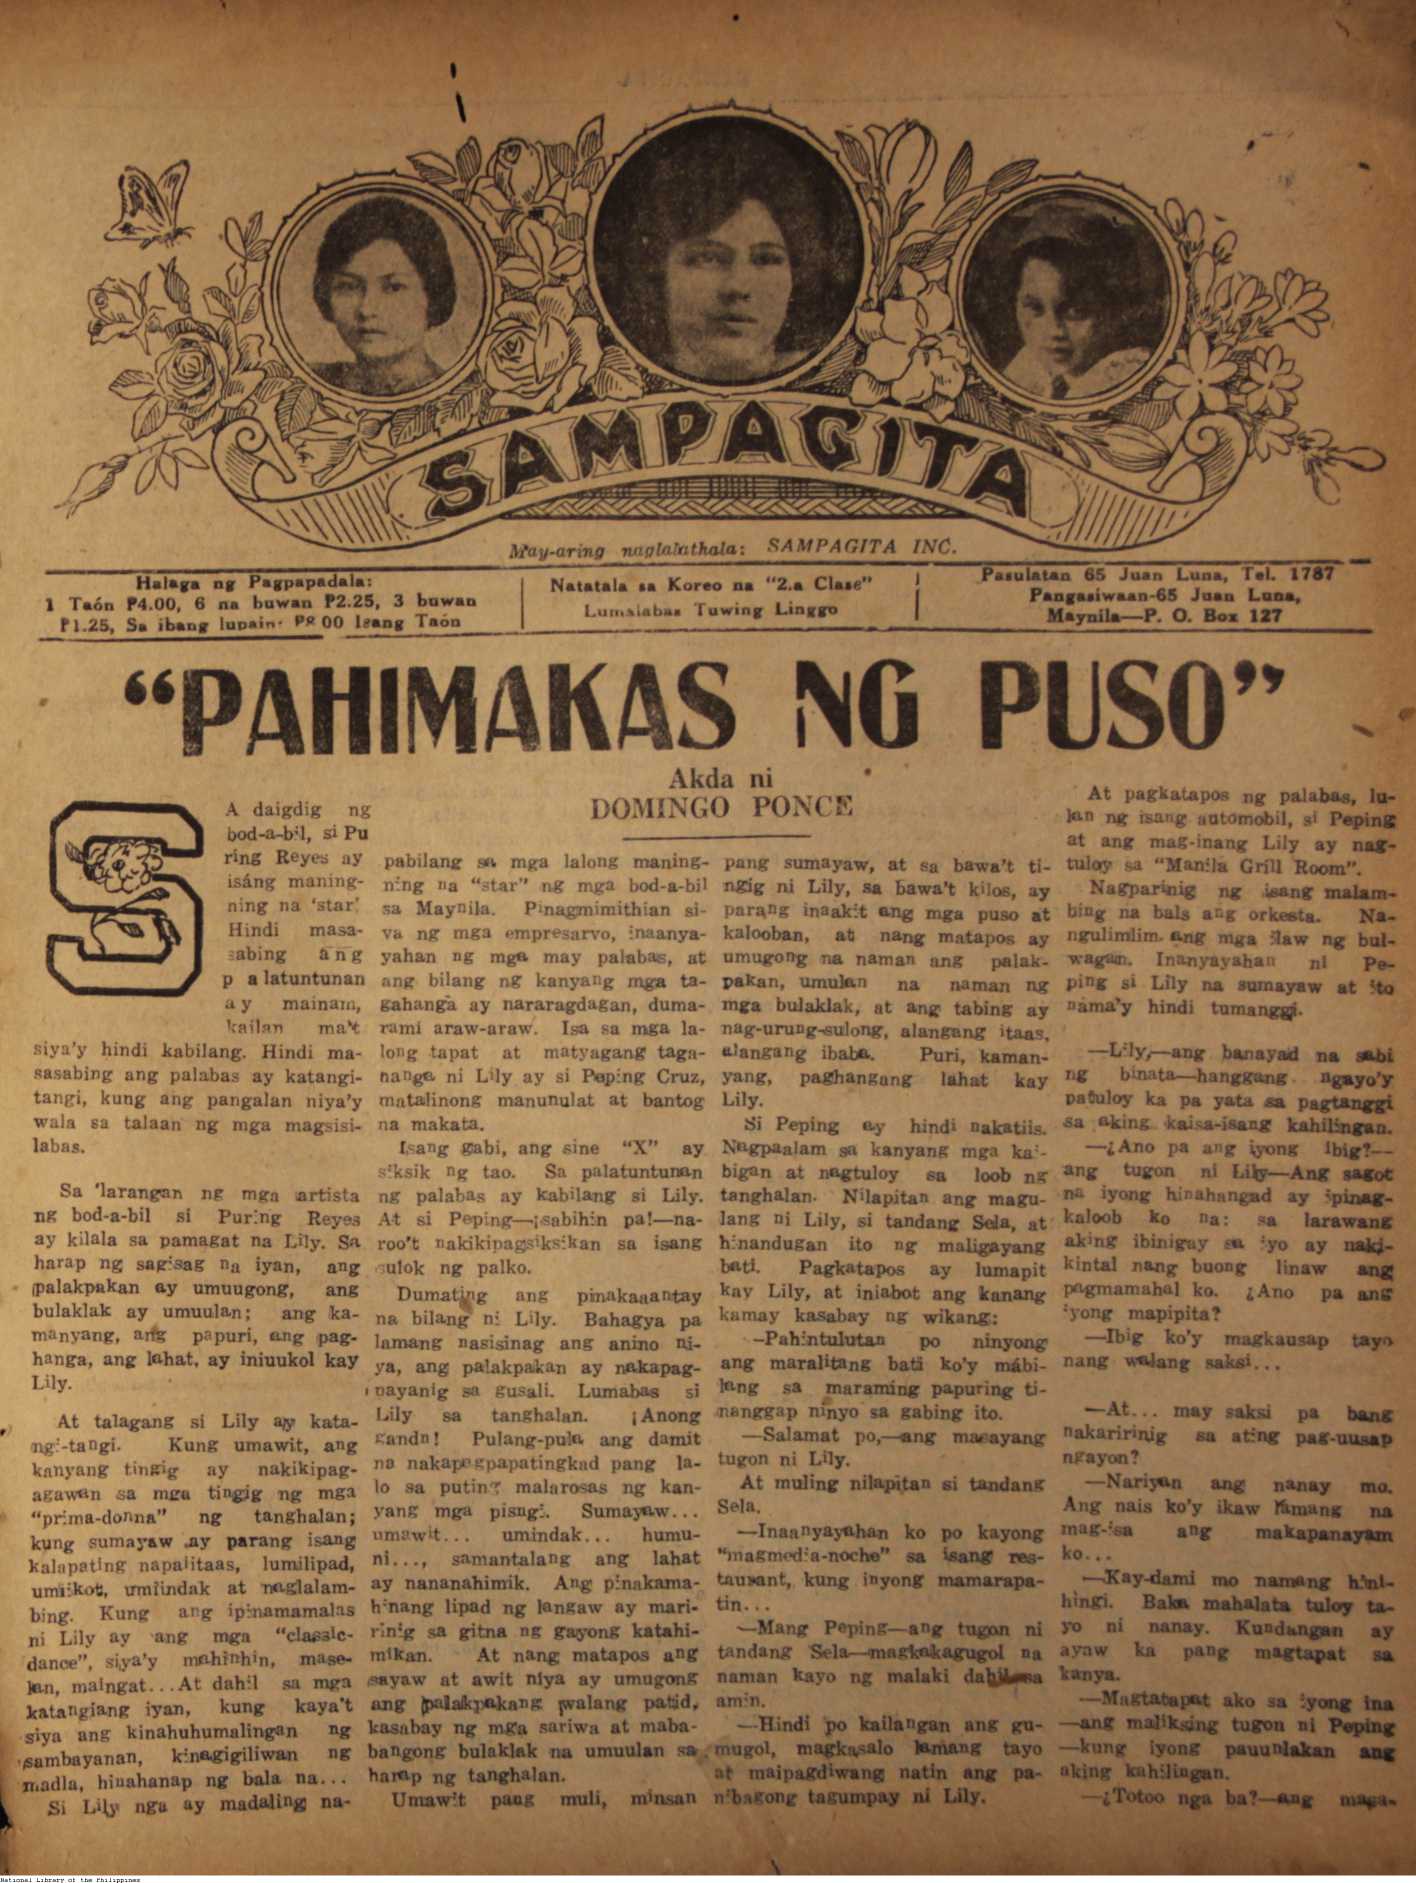 SAMPAGITA
May-aring naglalathala: SAMPAGITA INC.
Halaga ng Pagpapadala:
1 Taón ₱4.00, 6 na buwan ₱2.25, 3 buwan
₱1.25, Sa ibang lupain: ₱8.00 Isang Taón
Natatala sa Koreo na "2.a Clase"
Lumalabas Tuwing Linggo
Pasulatan 65 Juan Luna, Tel. 1787
Pangasiwaan-65 Juan Luna,
Maynila—P. O. Box 127
"PAHIMAKAS NG PUSO"
Akda ni
DOMINGO PONCE
SA daigdig ng
bod-a-bil, si Pu
ring Reyes ay
isáng maning-
ning na 'star'
Hindi masa-
sabing ang
palatuntunan
ay mainam,
kailan ma't
siya'y hindi kabilang. Hindi ma-
sasabing ang palabas ay katangi-
tangi, kung ang pangalan niya'y
wala sa talaan ng mga magsisi-
labas.
Sa larangan ng mga artista
ng bod-a-bil si Puring Reyes
ay kilala sa pamagat na Lily. Sa
harap ng sagisag na iyan, ang
palakpakan ay umuugong, ang
bulaklak ay umuulan; ang ka-
manyang, ang papuri, ang pag-
hanga, ang lahat, ay iniuukol kay
Lily.
At talagang si Lily ay kata-
ngi-tangi. Kung umawit, ang
kanyang tingig ay nakikipag-
agawan sa mga tingig ng mga
"prima-donna" ng tanghalan;
kung sumayaw ay parang isang
kalapating napaiitaas, lumilipad,
umiikot, umiindak at naglalam-
bing. Kung ang ipinamamalas
ni Lily ay ang mga "classic-
dance", siya'y mahinhin, mase-
lan, maingat...At dahil sa mga
katangiang iyan, kung kaya't
siya ang kinahuhumalingan ng
sambayanan, kinagigiliwan ng
madla, hinahanap ng bala na...
Si Lily nga ay madaling na-
pabilang sa mga lalong maning-
ning na "star" ng mga bod-a-bil
sa Maynila. Pinagmimithian si-
ya ng mga empresaryo, inaanya-
yahan ng mga may palabas, at
ang bilang ng kanyang mga ta-
gahanga ay nararagdagan, duma-
rami araw-araw. Isa sa mga la-
long tapat at matyagang taga-
hanga ni Lily ay si Peping Cruz,
matalinong manunulat at bantog
na makata.
Isang gabi, ang sine "X" ay
siksik ng tao. Sa palatuntunan
ng palabas ay kabilang si Lily.
At si Peping—¡sabihin pa!—na-
roo't nakikipagsiksikan sa isang
sulok ng palko.
Dumating ang pinakaaantay
na bilang ni Lily. Bahagya pa
lamang nasisinag ang anino ni-
ya, ang palakpakan ay nakapag-
payanig sa gusali. Lumabas si
Lily sa tanghalan. ¡Anong
ganda! Pulang-pula ang damit
na nakapagpapatingkad pang la-
lo sa puting malarosas ng kan-
yang mga pisngi. Sumayaw...
umawit... umindak... humu-
ni..., samantalang ang lahat
ay nananahimik. Ang pinakama-
hinang lipad ng langaw ay mari-
rinig sa gitna ng gayong katahi-
mikan. At nang matapos ang
sayaw at awit niya ay umugong
ang palakpakang walang patid,
kasabay ng mga sariwa at maba-
bangong bulaklak na umuulan sa
harap ng tanghalan.
Umawit pang muli, minsan
pang sumayaw, at sa bawa't ti-
ngig ni Lily, sa bawa't kilos, ay
parang inaakit ang mga puso at
kalooban, at nang matapos ay
umugong na naman ang palak-
pakan, umulan na naman ng
mga bulaklak, at ang tabing ay
nag-urung-sulong, alangang itaas,
alangang ibaba. Puri, kaman-
yang, paghangang lahat kay
Lily.
Si Peping ay hindi nakatiis.
Nagpaalam sa kanyang mga kai-
bigan at nagtuloy sa loob ng
tanghalan. Nilapitan ang magu-
lang ni Lily, si tandang Sela, at
hinandugan ito ng maligayang
bati. Pagkatapos ay lumapit
kay Lily, at iniabot ang kanang
kamay kasabay ng wikang:
—Pahintulutan po ninyong
ang maralitang bati ko'y mábi-
lang sa maraming papuring ti-
nanggap ninyo sa gabing ito.
—Salamat po,—ang masayang
tugon ni Lily.
At muling nilapitan si tandang
Sela.
—Inaanyayahan ko po kayong
"magmedia-noche" sa isang res-
taurant, kung inyong mamarapa-
tin...
—Mang Peping—ang tugon ni
tandang Sela—magkakagugol na
naman kayo ng malaki dahil sa
amin.
—Hindi po kailangan ang gu-
mugol, magkasalo lamang tayo
at maipagdiwang natin ang pa-
nibagong tagumpay ni Lily.
At pagkatapos ng palabas, lu-
lan ng isang automobil, si Peping
at ang mag-inang Lily ay nag-
tuloy sa "Manila Grill Room".
Nagparinig ng isang malam-
bing na bals ang orkesta. Na-
ngulimlim ang mga ilaw ng bul-
wagan. Inanyayahan ni Pe-
ping si Lily na sumayaw at ito
nama'y hindi tumanggi.
—Lily,—ang banayad na sabi
ng binata—hanggang ngayo'y
patuloy ka pa yata sa pagtanggi
sa aking kaisa-isang kahilingan.
—¿Ano pa ang iyong ibig?—
ang tugon ni Lily—Ang sagot
na iyong hinahangad ay ipinag-
kaloob ko na: sa larawang
aking ibinigay sa iyo ay naki-
kintal nang buong linaw ang
pagmamahal ko. ¿Ano pa ang
iyong mapipita?
—Ibig ko'y magkausap tayo
nang walang saksi...
—At... may saksi pa bang
nakaririnig sa ating pag-uusap
ngayon?
—Nariyan ang nanay mo.
Ang nais ko'y ikaw lamang na
mag-isa ang makapanayam
ko...
—Kay-dami mo namang hini-
hingi. Baka mahalata tuloy ta-
yo ni nanay. Kundangan ay
ayaw ka pang magtapat sa
kanya.
—Magtatapat ako sa iyong ina
—ang maliksing tugon ni Peping
—kung iyong pauunlakan ang
aking kahilingan.
—¿Totoo nga ba?—ang masa-
National Library of the Philippines